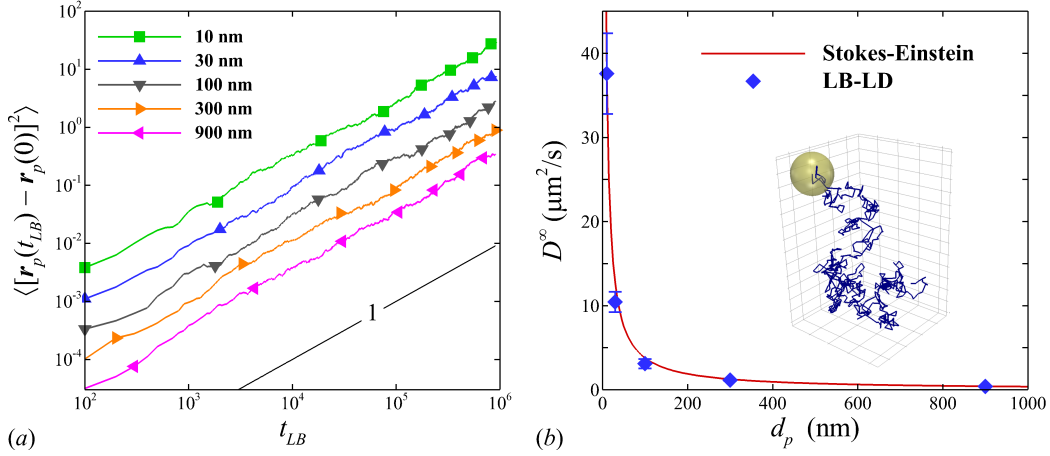 10 nm
30 nm
100 nm
300 nm
900 nm
⟨[r_p(t_LB) − r_p(0)]²⟩
10²
10¹
10⁰
10⁻¹
10⁻²
10⁻³
10⁻⁴
1
10² 10³ 10⁴ 10⁵ 10⁶
t_LB
(a)
Stokes-Einstein
LB-LD
D^∞ (μm²/s)
40
30
20
10
0
0 200 400 600 800 1000
d_p (nm)
(b)